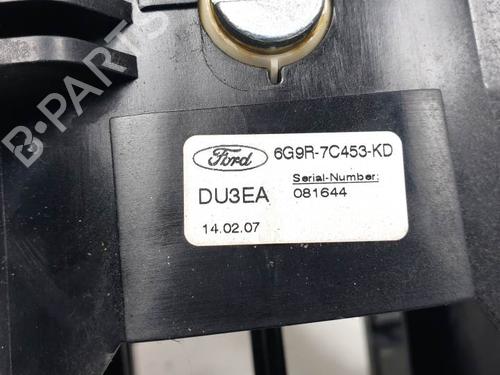 B-PARTS
Ford 6G9R-7C453-KD
DU3EA Serial-Number:
081644
14.02.07